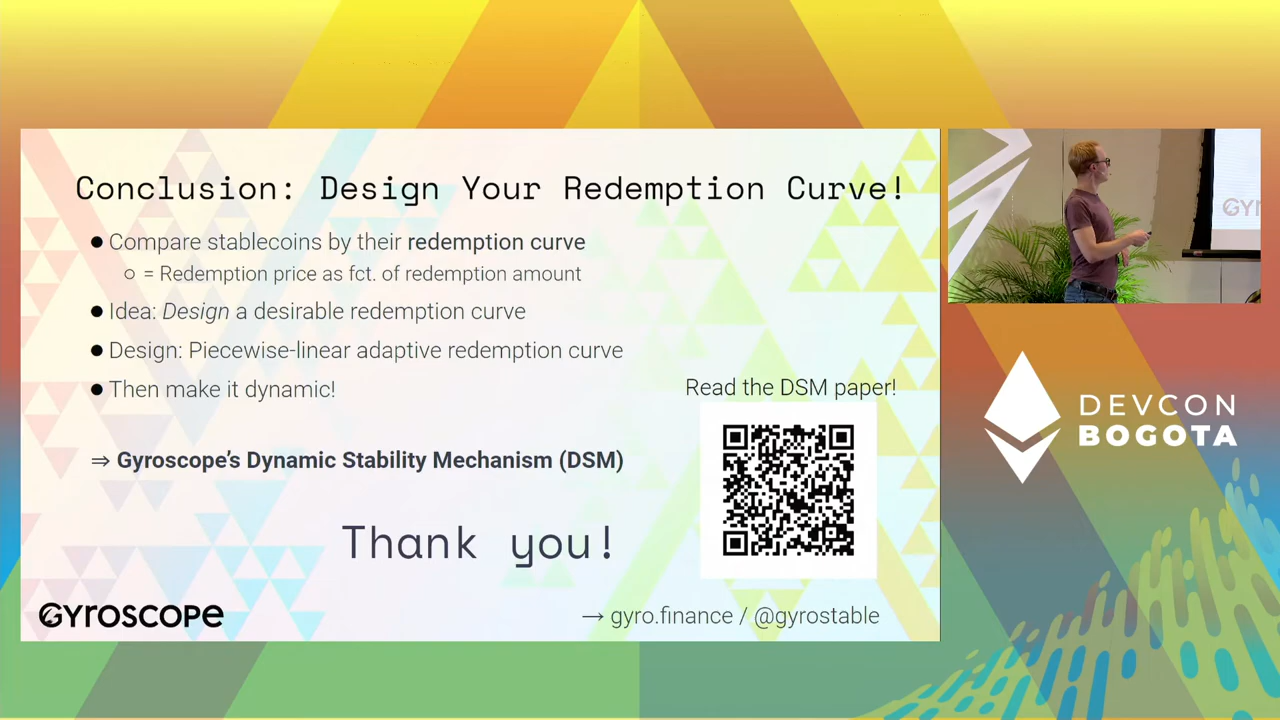 Conclusion: Design Your Redemption Curve!
● Compare stablecoins by their redemption curve
○ = Redemption price as fct. of redemption amount
● Idea: Design a desirable redemption curve
● Design: Piecewise-linear adaptive redemption curve
● Then make it dynamic!
Read the DSM paper!
⇒ Gyroscope’s Dynamic Stability Mechanism (DSM)
Thank you!
GYROSCOPE
→ gyro.finance / @gyrostable
GYR
DEVCON
BOGOTA